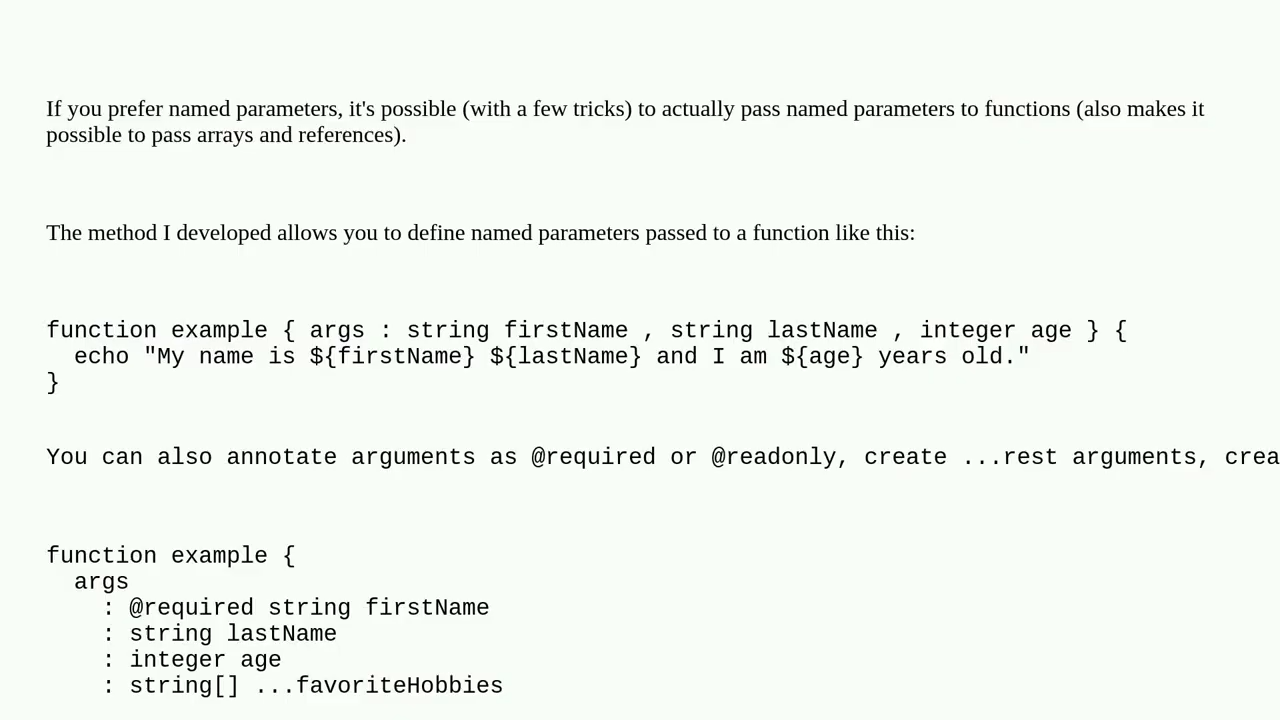 If you prefer named parameters, it's possible (with a few tricks) to actually pass named parameters to functions (also makes it
possible to pass arrays and references).
The method I developed allows you to define named parameters passed to a function like this:
function example { args : string firstName , string lastName , integer age } {
  echo "My name is ${firstName} ${lastName} and I am ${age} years old."
}
You can also annotate arguments as @required or @readonly, create ...rest arguments,
function example {
  args
    : @required string firstName
    : string lastName
    : integer age
    : string[] ...favoriteHobbies